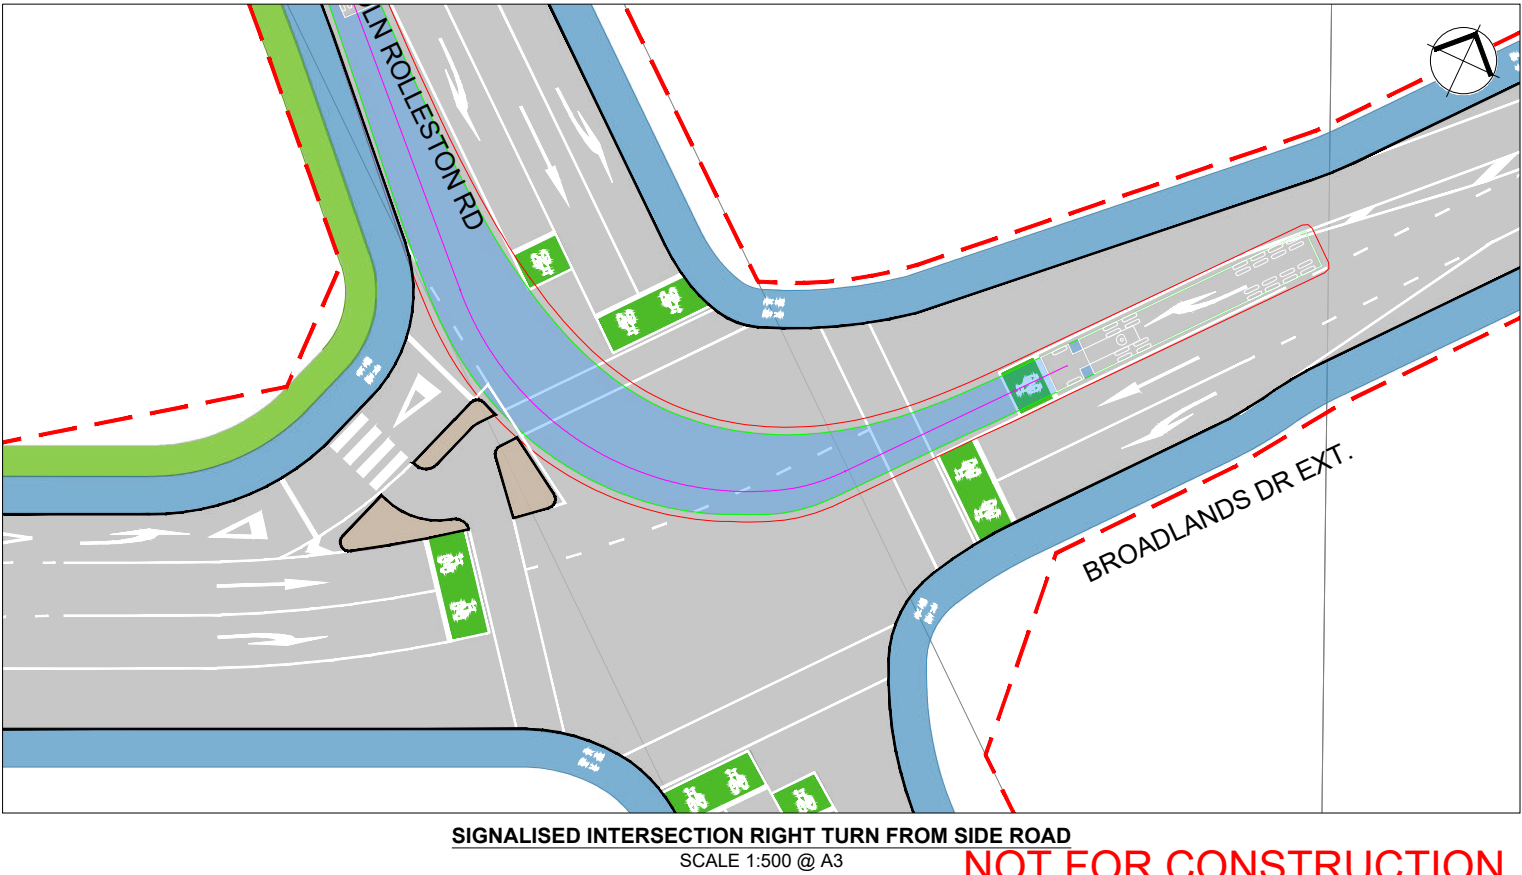 LN ROLLESTON RD
BROADLANDS DR EXT.
SIGNALISED INTERSECTION RIGHT TURN FROM SIDE ROAD
SCALE 1:500 @ A3
NOT FOR CONSTRUCTION